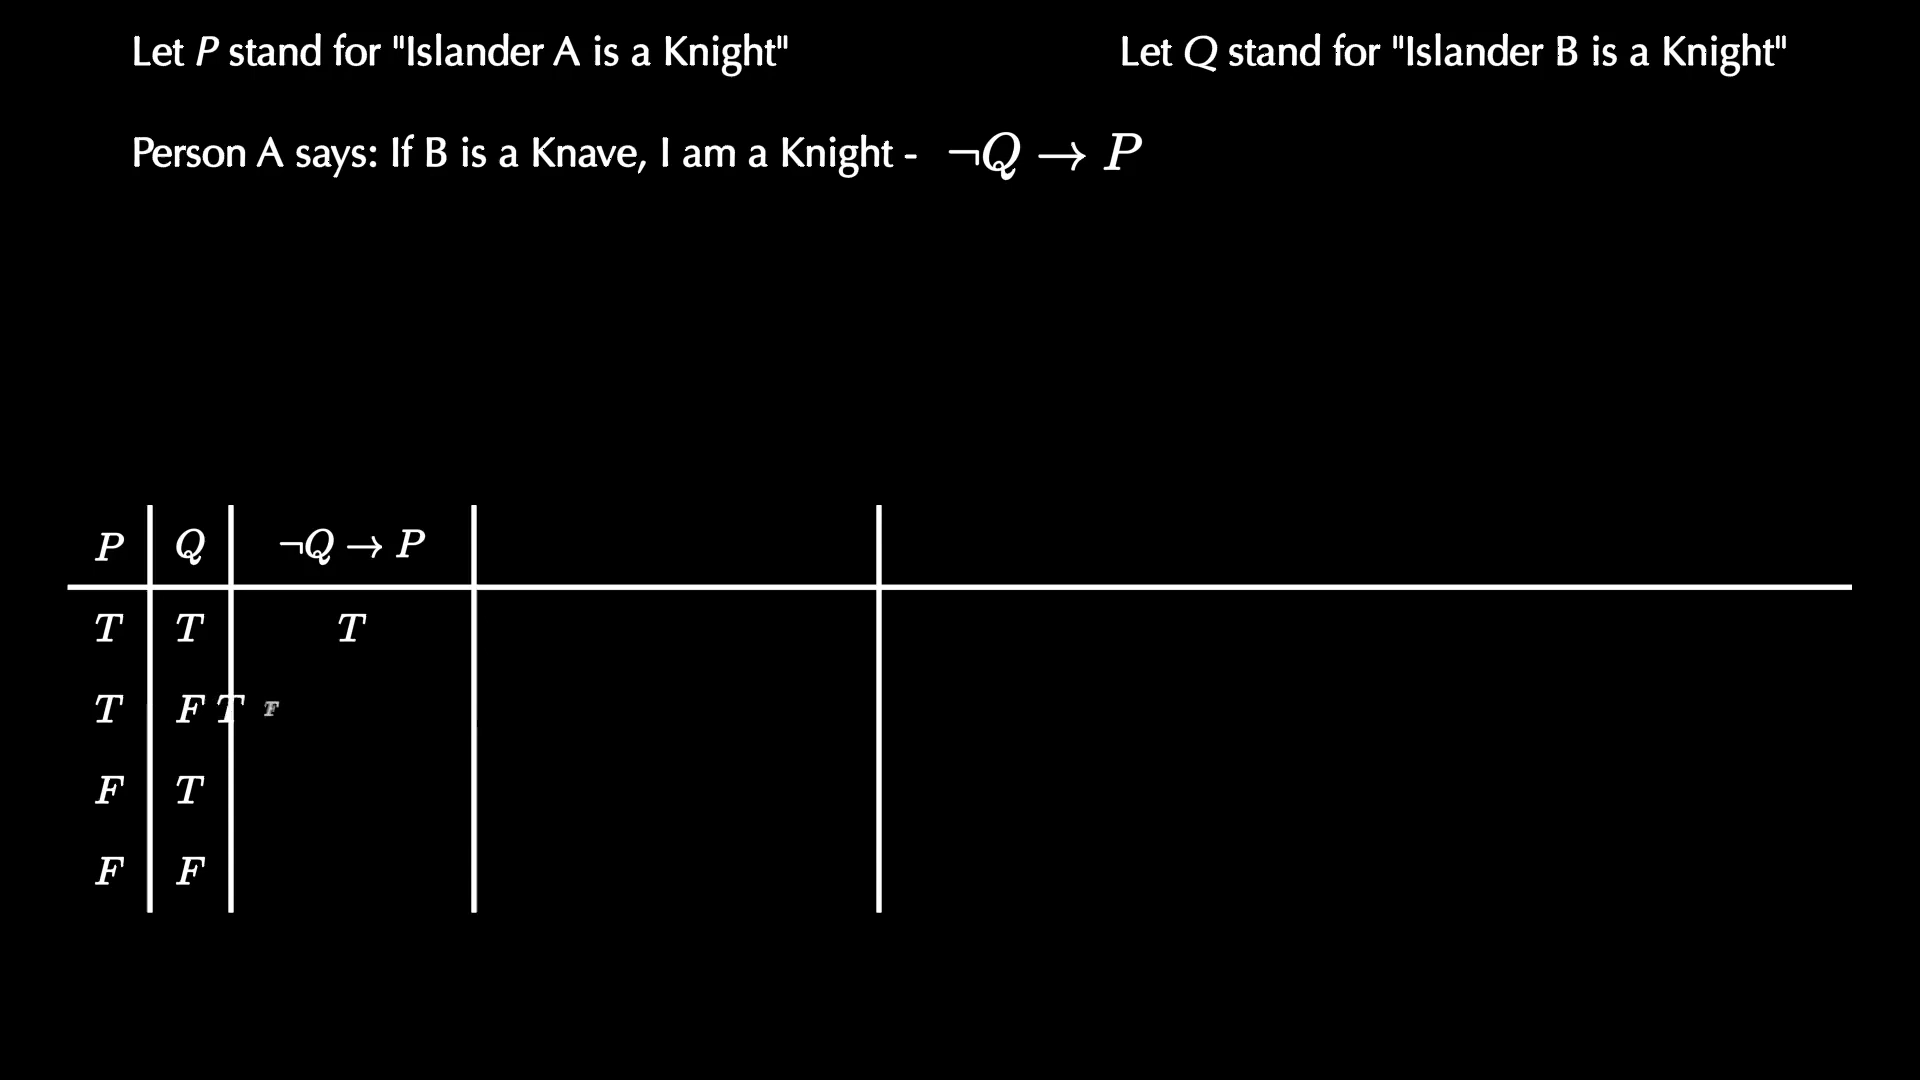 Let P stand for "Islander A is a Knight"
Let Q stand for "Islander B is a Knight"
Person A says: If B is a Knave, I am a Knight - ¬Q → P
P Q ¬Q → P
T T T
T F T F
F T
F F